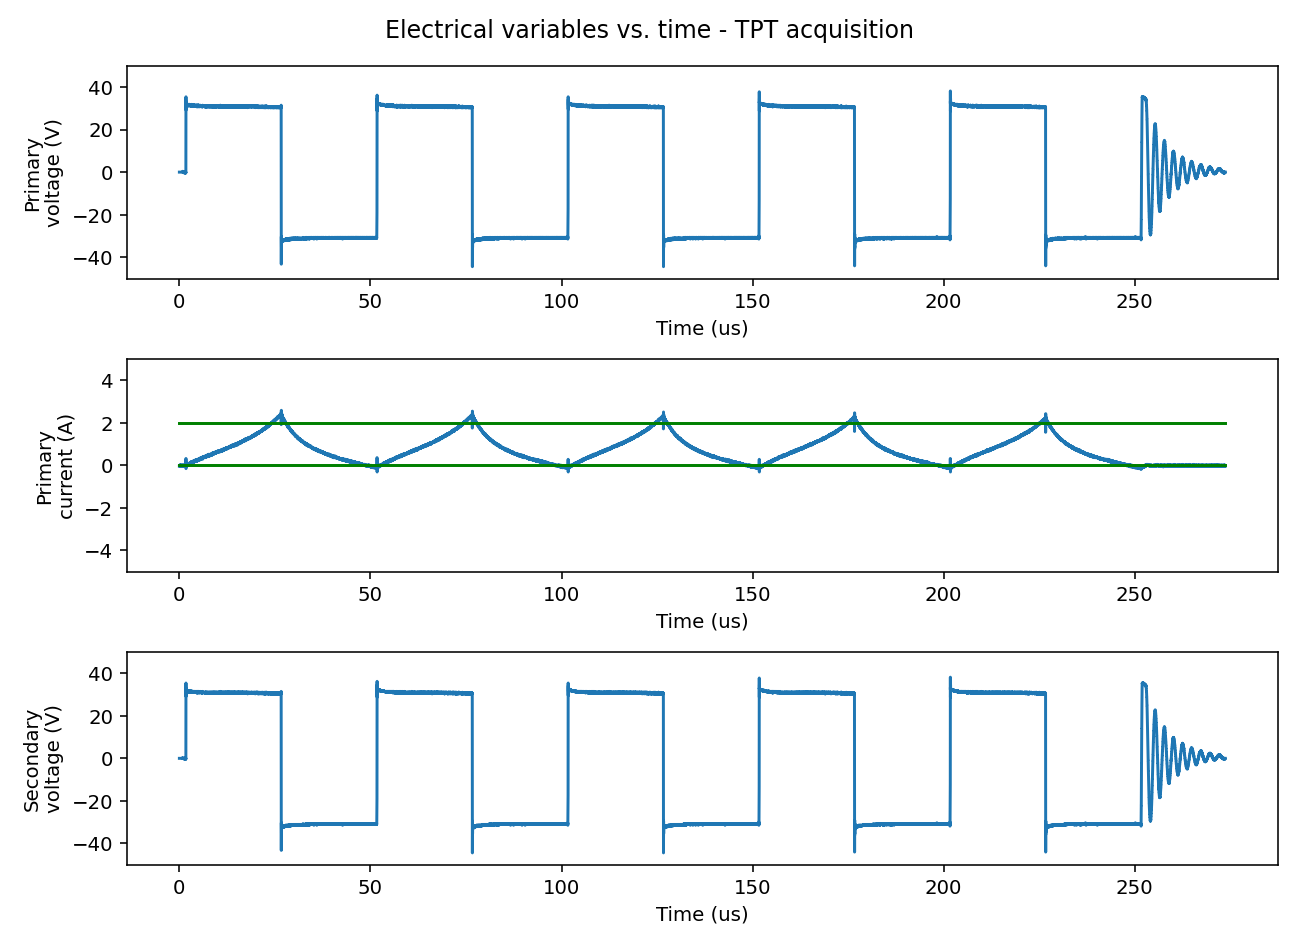 Electrical variables vs. time - TPT acquisition
Primary
voltage (V)
40
20
0
−20
−40
0 50 100 150 200 250
Time (us)
Primary
current (A)
4
2
0
−2
−4
0 50 100 150 200 250
Time (us)
Secondary
voltage (V)
40
20
0
−20
−40
0 50 100 150 200 250
Time (us)